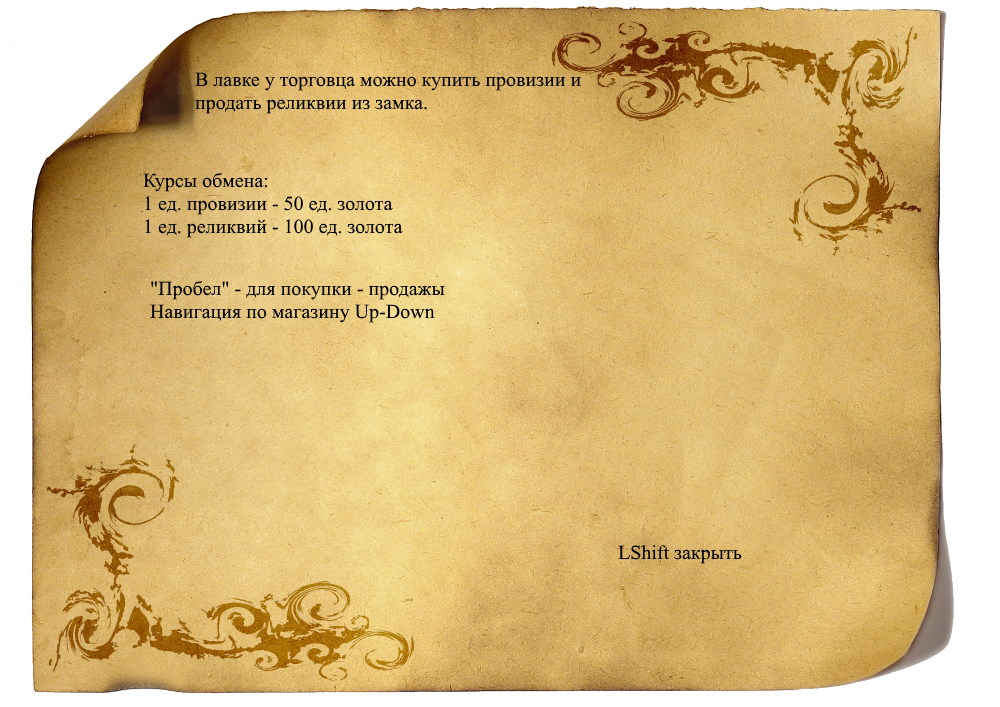 В лавке у торговца можно купить провизии и
продать реликвии из замка.
Курсы обмена:
1 ед. провизии - 50 ед. золота
1 ед. реликвий - 100 ед. золота
"Пробел" - для покупки - продажы
Навигация по магазину Up-Down
LShift закрыть